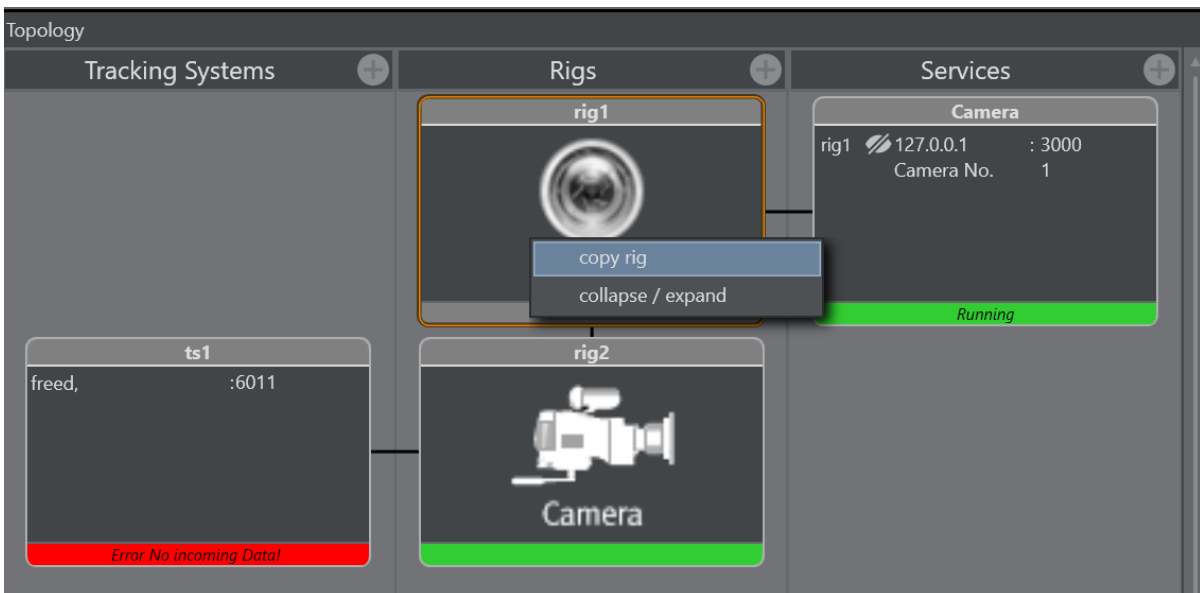 Topology
Tracking Systems
Rigs
Services
rig1
Camera
rig1 127.0.0.1 : 3000
Camera No. 1
copy rig
collapse / expand
Running
ts1
rig2
freed, :6011
Camera
Error No incoming Data!